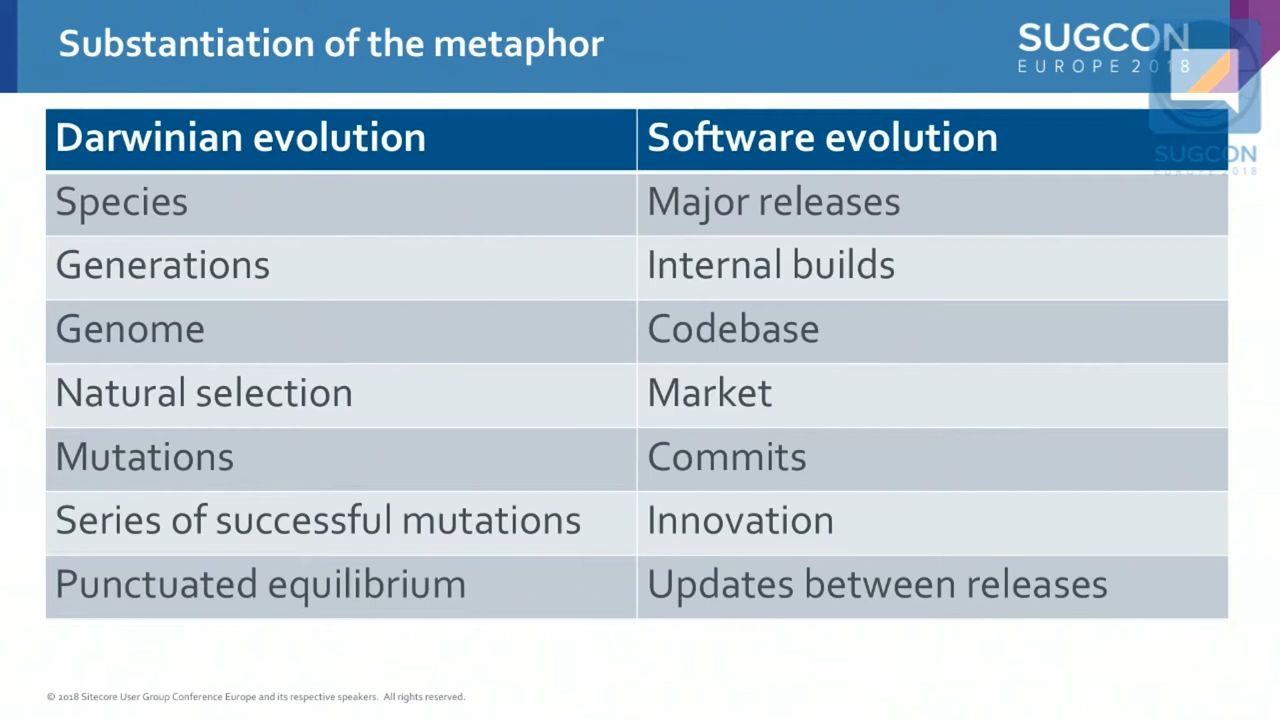 Substantiation of the metaphor
SUGCON
EUROPE 2018
SUGCON
EUROPE 2018
Darwinian evolution Software evolution
Species Major releases
Generations Internal builds
Genome Codebase
Natural selection Market
Mutations Commits
Series of successful mutations Innovation
Punctuated equilibrium Updates between releases
© 2018 Sitecore User Group Conference Europe and its respective speakers. All rights reserved.